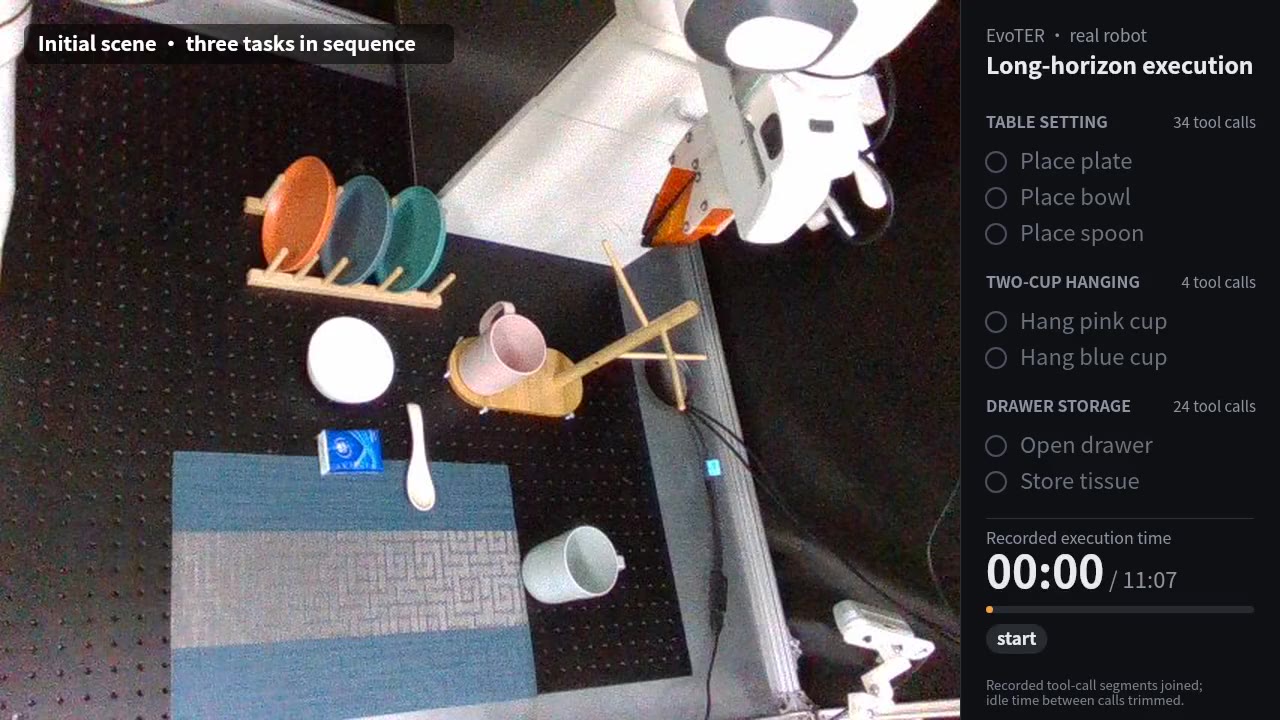 Initial scene • three tasks in sequence
EvoTER • real robot
Long-horizon execution
TABLE SETTING 34 tool calls
Place plate
Place bowl
Place spoon
TWO-CUP HANGING 4 tool calls
Hang pink cup
Hang blue cup
DRAWER STORAGE 24 tool calls
Open drawer
Store tissue
Recorded execution time
00:00 / 11:07
start
Recorded tool-call segments joined;
idle time between calls trimmed.